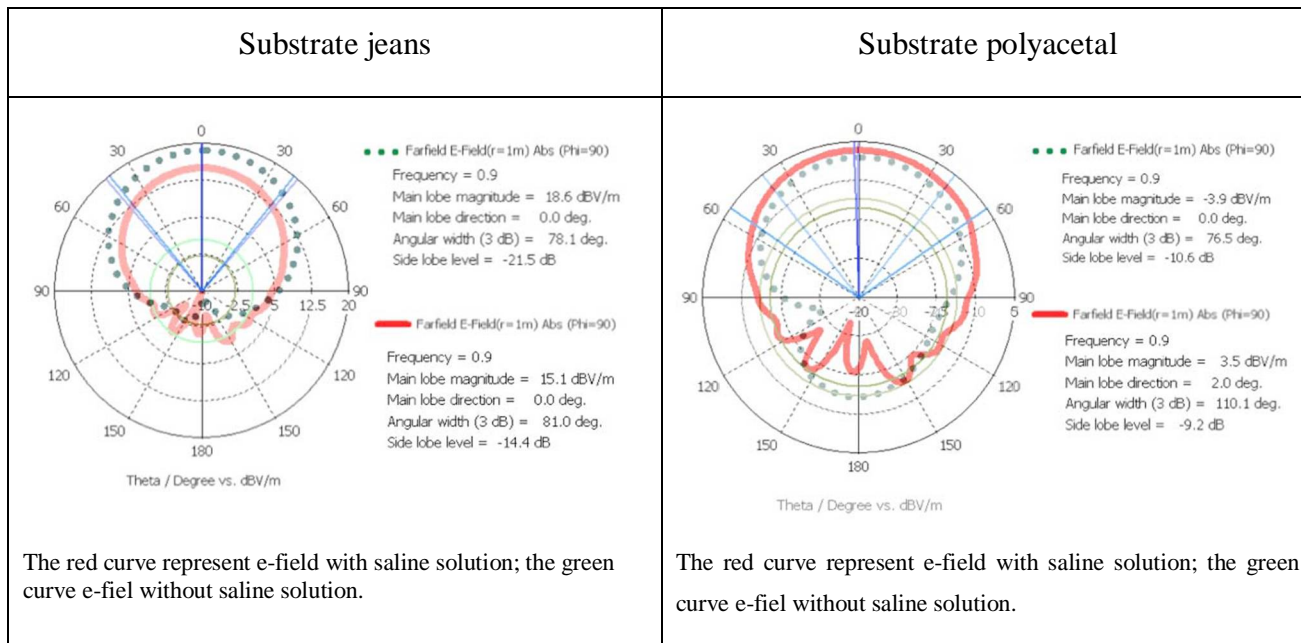 Substrate jeans
Substrate polyacetal
0
30
30
60
60
90
90
-10
-2.5
5
12.5
20
120
120
150
150
180
Theta / Degree vs. dBV/m
Farfield E-Field(r=1m) Abs (Phi=90)
Frequency = 0.9
Main lobe magnitude = 18.6 dBV/m
Main lobe direction = 0.0 deg.
Angular width (3 dB) = 78.1 deg.
Side lobe level = -21.5 dB
Farfield E-Field(r=1m) Abs (Phi=90)
Frequency = 0.9
Main lobe magnitude = 15.1 dBV/m
Main lobe direction = 0.0 deg.
Angular width (3 dB) = 81.0 deg.
Side lobe level = -14.4 dB
The red curve represent e-field with saline solution; the green
curve e-fiel without saline solution.
0
30
30
60
60
90
90
-20
10
5
120
120
150
150
180
Theta / Degree vs. dBV/m
Farfield E-Field(r=1m) Abs (Phi=90)
Frequency = 0.9
Main lobe magnitude = -3.9 dBV/m
Main lobe direction = 0.0 deg.
Angular width (3 dB) = 76.5 deg.
Side lobe level = -10.6 dB
Farfield E-Field(r=1m) Abs (Phi=90)
Frequency = 0.9
Main lobe magnitude = 3.5 dBV/m
Main lobe direction = 2.0 deg.
Angular width (3 dB) = 110.1 deg.
Side lobe level = -9.2 dB
The red curve represent e-field with saline solution; the green
curve e-fiel without saline solution.